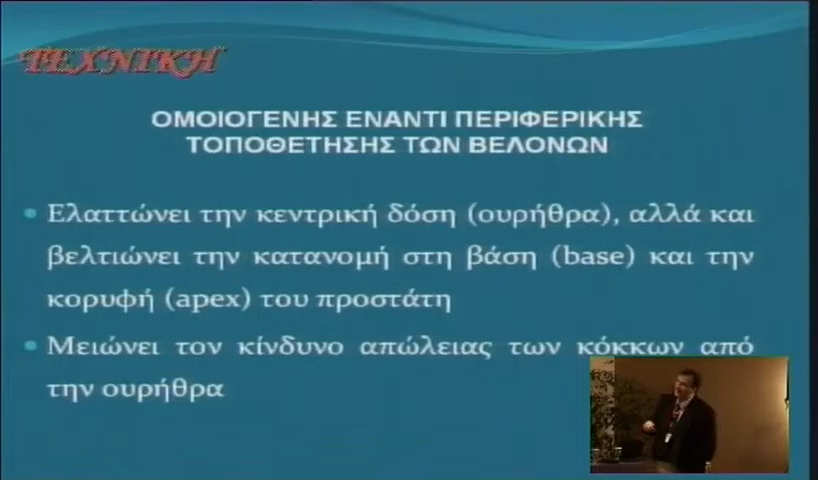 ΤΕΧΝΙΚΗ
ΟΜΟΙΟΓΕΝΗΣ ΕΝΑΝΤΙ ΠΕΡΙΦΕΡΙΚΗΣ
ΤΟΠΟΘΕΤΗΣΗΣ ΤΩΝ ΒΕΛΟΝΩΝ
• Ελαττώνει την κεντρική δόση (ουρήθρα), αλλά και
βελτιώνει την κατανομή στη βάση (base) και την
κορυφή (apex) του προστάτη
• Μειώνει τον κίνδυνο απώλειας των κόκκων από
την ουρήθρα